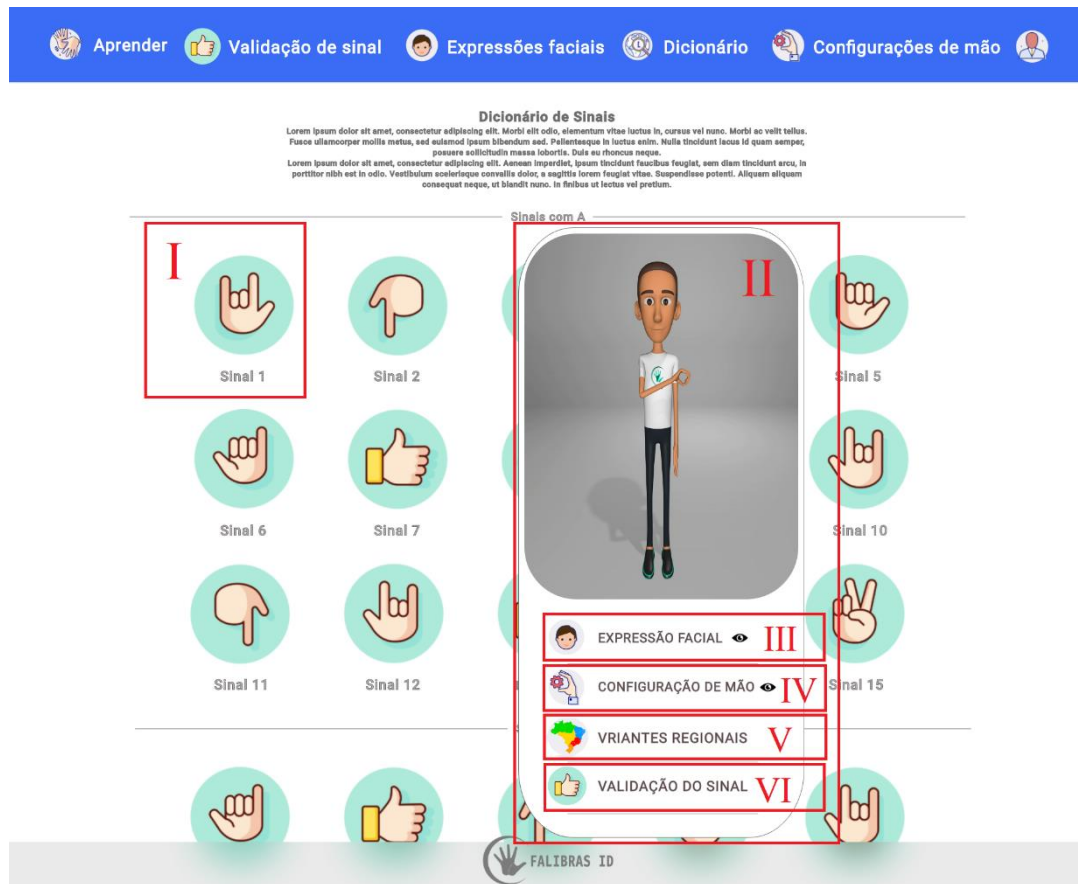 Aprender Validação de sinal Expressões faciais Dicionário Configurações de mão
Dicionário de Sinais
Lorem ipsum dolor sit amet, consectetur adipiscing elit. Morbi elit odio, elementum vitae luctus in, cursus vel nunc. Morbi ac velit tellus.
Fusce ullamcorper mollis metus, sed euismod ipsum bibendum sed. Pellentesque in luctus enim. Nulla tincidunt lacus id quam semper,
posuere sollicitudin massa lobortis. Duis eu rhoncus neque.
Lorem ipsum dolor sit amet, consectetur adipiscing elit. Aenean imperdiet, ipsum tincidunt faucibus feugiat, sem diam tincidunt arcu, in
porttitor nibh est in odio. Vestibulum scelerisque convallis dolor, a sagittis lorem feugiat vitae. Suspendisse potenti. Aliquam aliquam
consequat neque, ut blandit nunc. In finibus ut lectus vel pretium.
Sinais com A
I
II
Sinal 1 Sinal 2 Sinal 5
Sinal 6 Sinal 7 Sinal 10
Sinal 11 Sinal 12 Sinal 15
EXPRESSÃO FACIAL III
CONFIGURAÇÃO DE MÃO IV
VRIANTES REGIONAIS V
VALIDAÇÃO DO SINAL VI
FALIBRAS ID